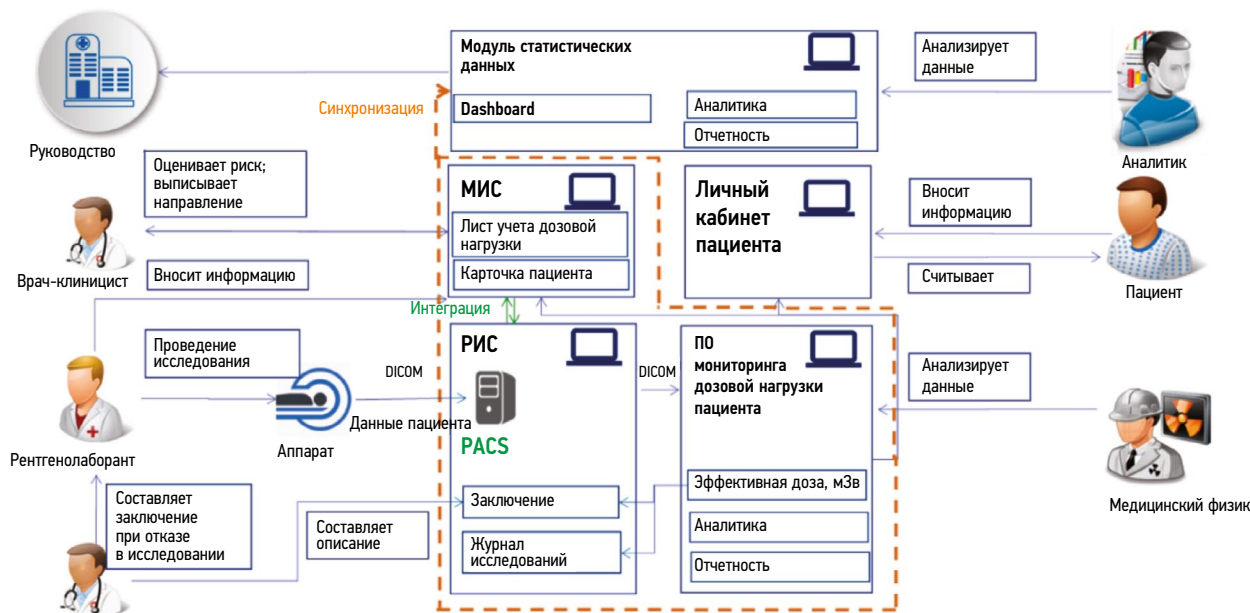 Модуль статистических
данных
Dashboard
Аналитика
Отчетность
Анализирует
данные
Аналитик
Руководство
Синхронизация
Оценивает риск;
выписывает
направление
Врач-клиницист
МИС
Лист учета дозовой
нагрузки
Карточка пациента
Личный
кабинет
пациента
Вносит
информацию
Считывает
Пациент
Вносит информацию
Интеграция
Проведение
исследования
Рентгенолаборант
Аппарат
DICOM
Данные пациента
РИС
PACS
Заключение
Журнал
исследований
DICOM
ПО
мониторинга
дозовой нагрузки
пациента
Эффективная доза, мЗв
Аналитика
Отчетность
Анализирует
данные
Медицинский физик
Составляет
заключение
при отказе
в исследовании
Составляет
описание